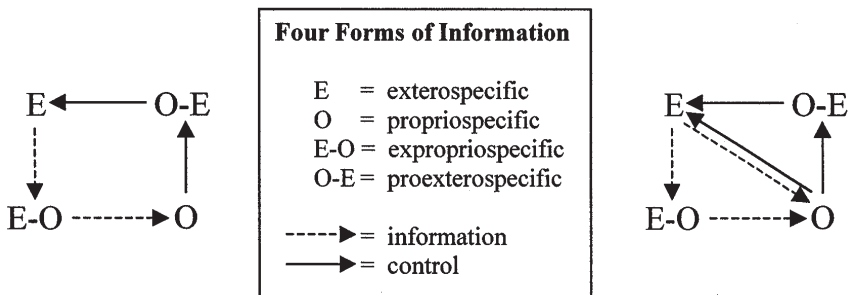 E O-E
E-O O
Four Forms of Information
E = exterospecific
O = propriospecific
E-O = expropriospecific
O-E = proexterospecific
= information
= control
E O-E
E-O O